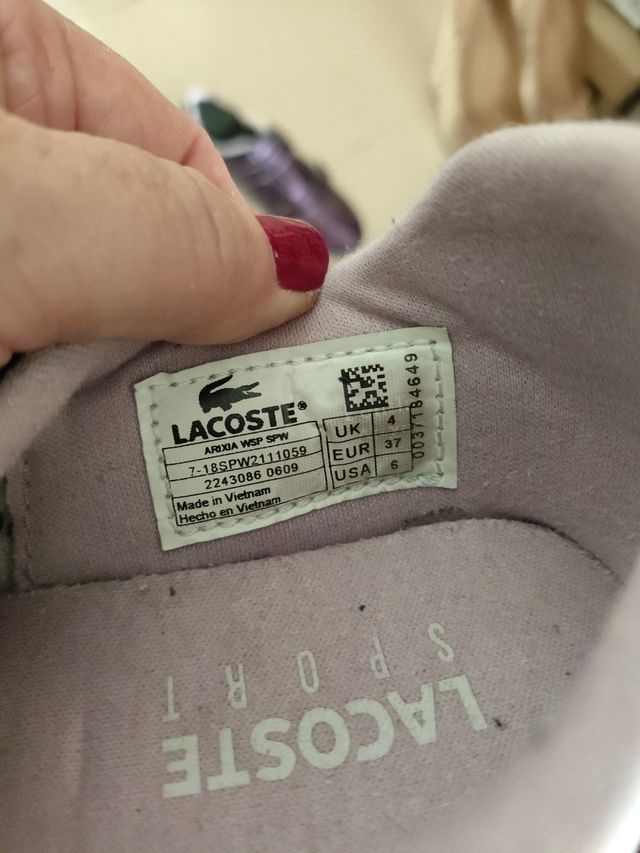 LACOSTE®
ARIXIA WSP SPW
7-18SPW2111059
2243086 0609
Made in Vietnam
Hecho en Vietnam
UK 4
EUR 37
USA 6
0037184649
SPORT
LACOSTE